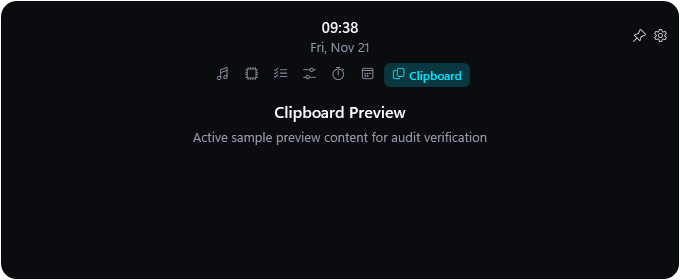 09:38
Fri, Nov 21
Clipboard
Clipboard Preview
Active sample preview content for audit verification